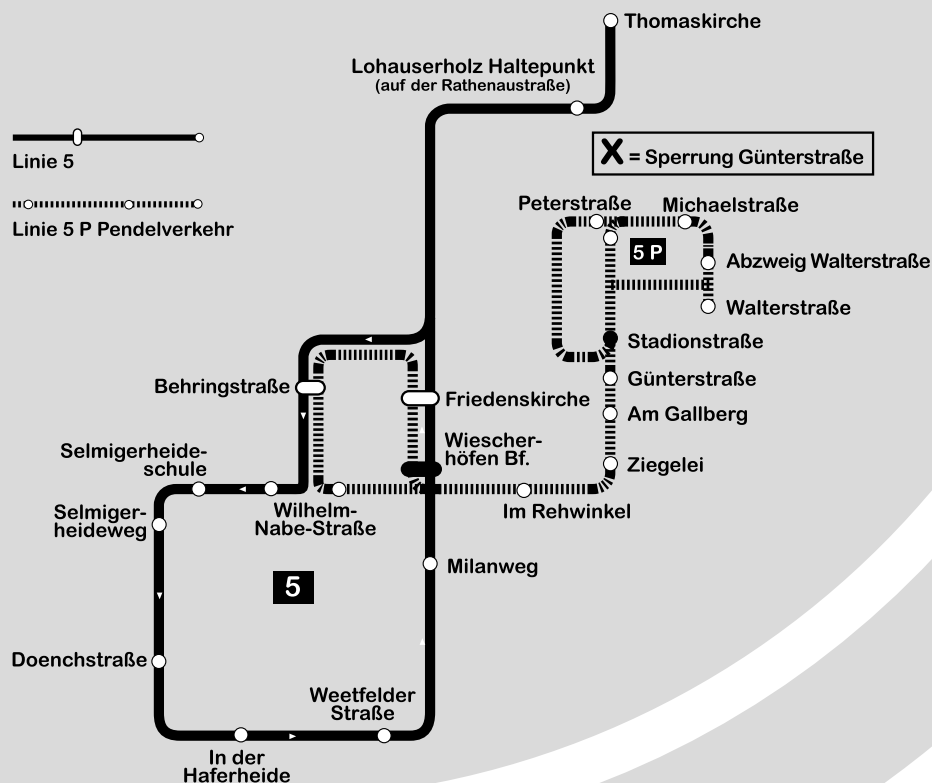 Thomaskirche
Lohauserholz Haltepunkt
(auf der Rathenaustraße)
Linie 5
X = Sperrung Günterstraße
Linie 5 P Pendelverkehr
Peterstraße
Michaelstraße
5 P
Abzweig Walterstraße
Walterstraße
Stadionstraße
Behringstraße
Günterstraße
Friedenskirche
Am Gallberg
Wiescher-
höfen Bf.
Selmigerheide-
schule
Ziegelei
Selmiger-
heideweg
Wilhelm-
Nabe-Straße
Im Rehwinkel
Milanweg
5
Doenchstraße
Weetfelder
Straße
In der
Haferheide